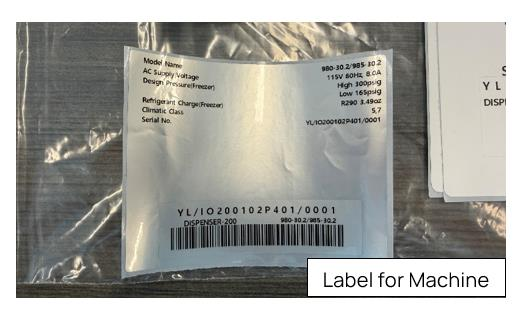 Model Name 980-30.2/985-30.2
AC Supply Voltage 115V 60Hz, 8.0A
Design Pressure(Freezer) High 300psig
Low 165psig
Refrigerant Charge(Freezer) R290 3.49oz
Climatic Class 5,7
Serial No. YL/IO200102P401/0001
YL/IO200102P401/0001
DISPENSER-200 980-30.2/985-30.2
S
Y L
DISP
Label for Machine